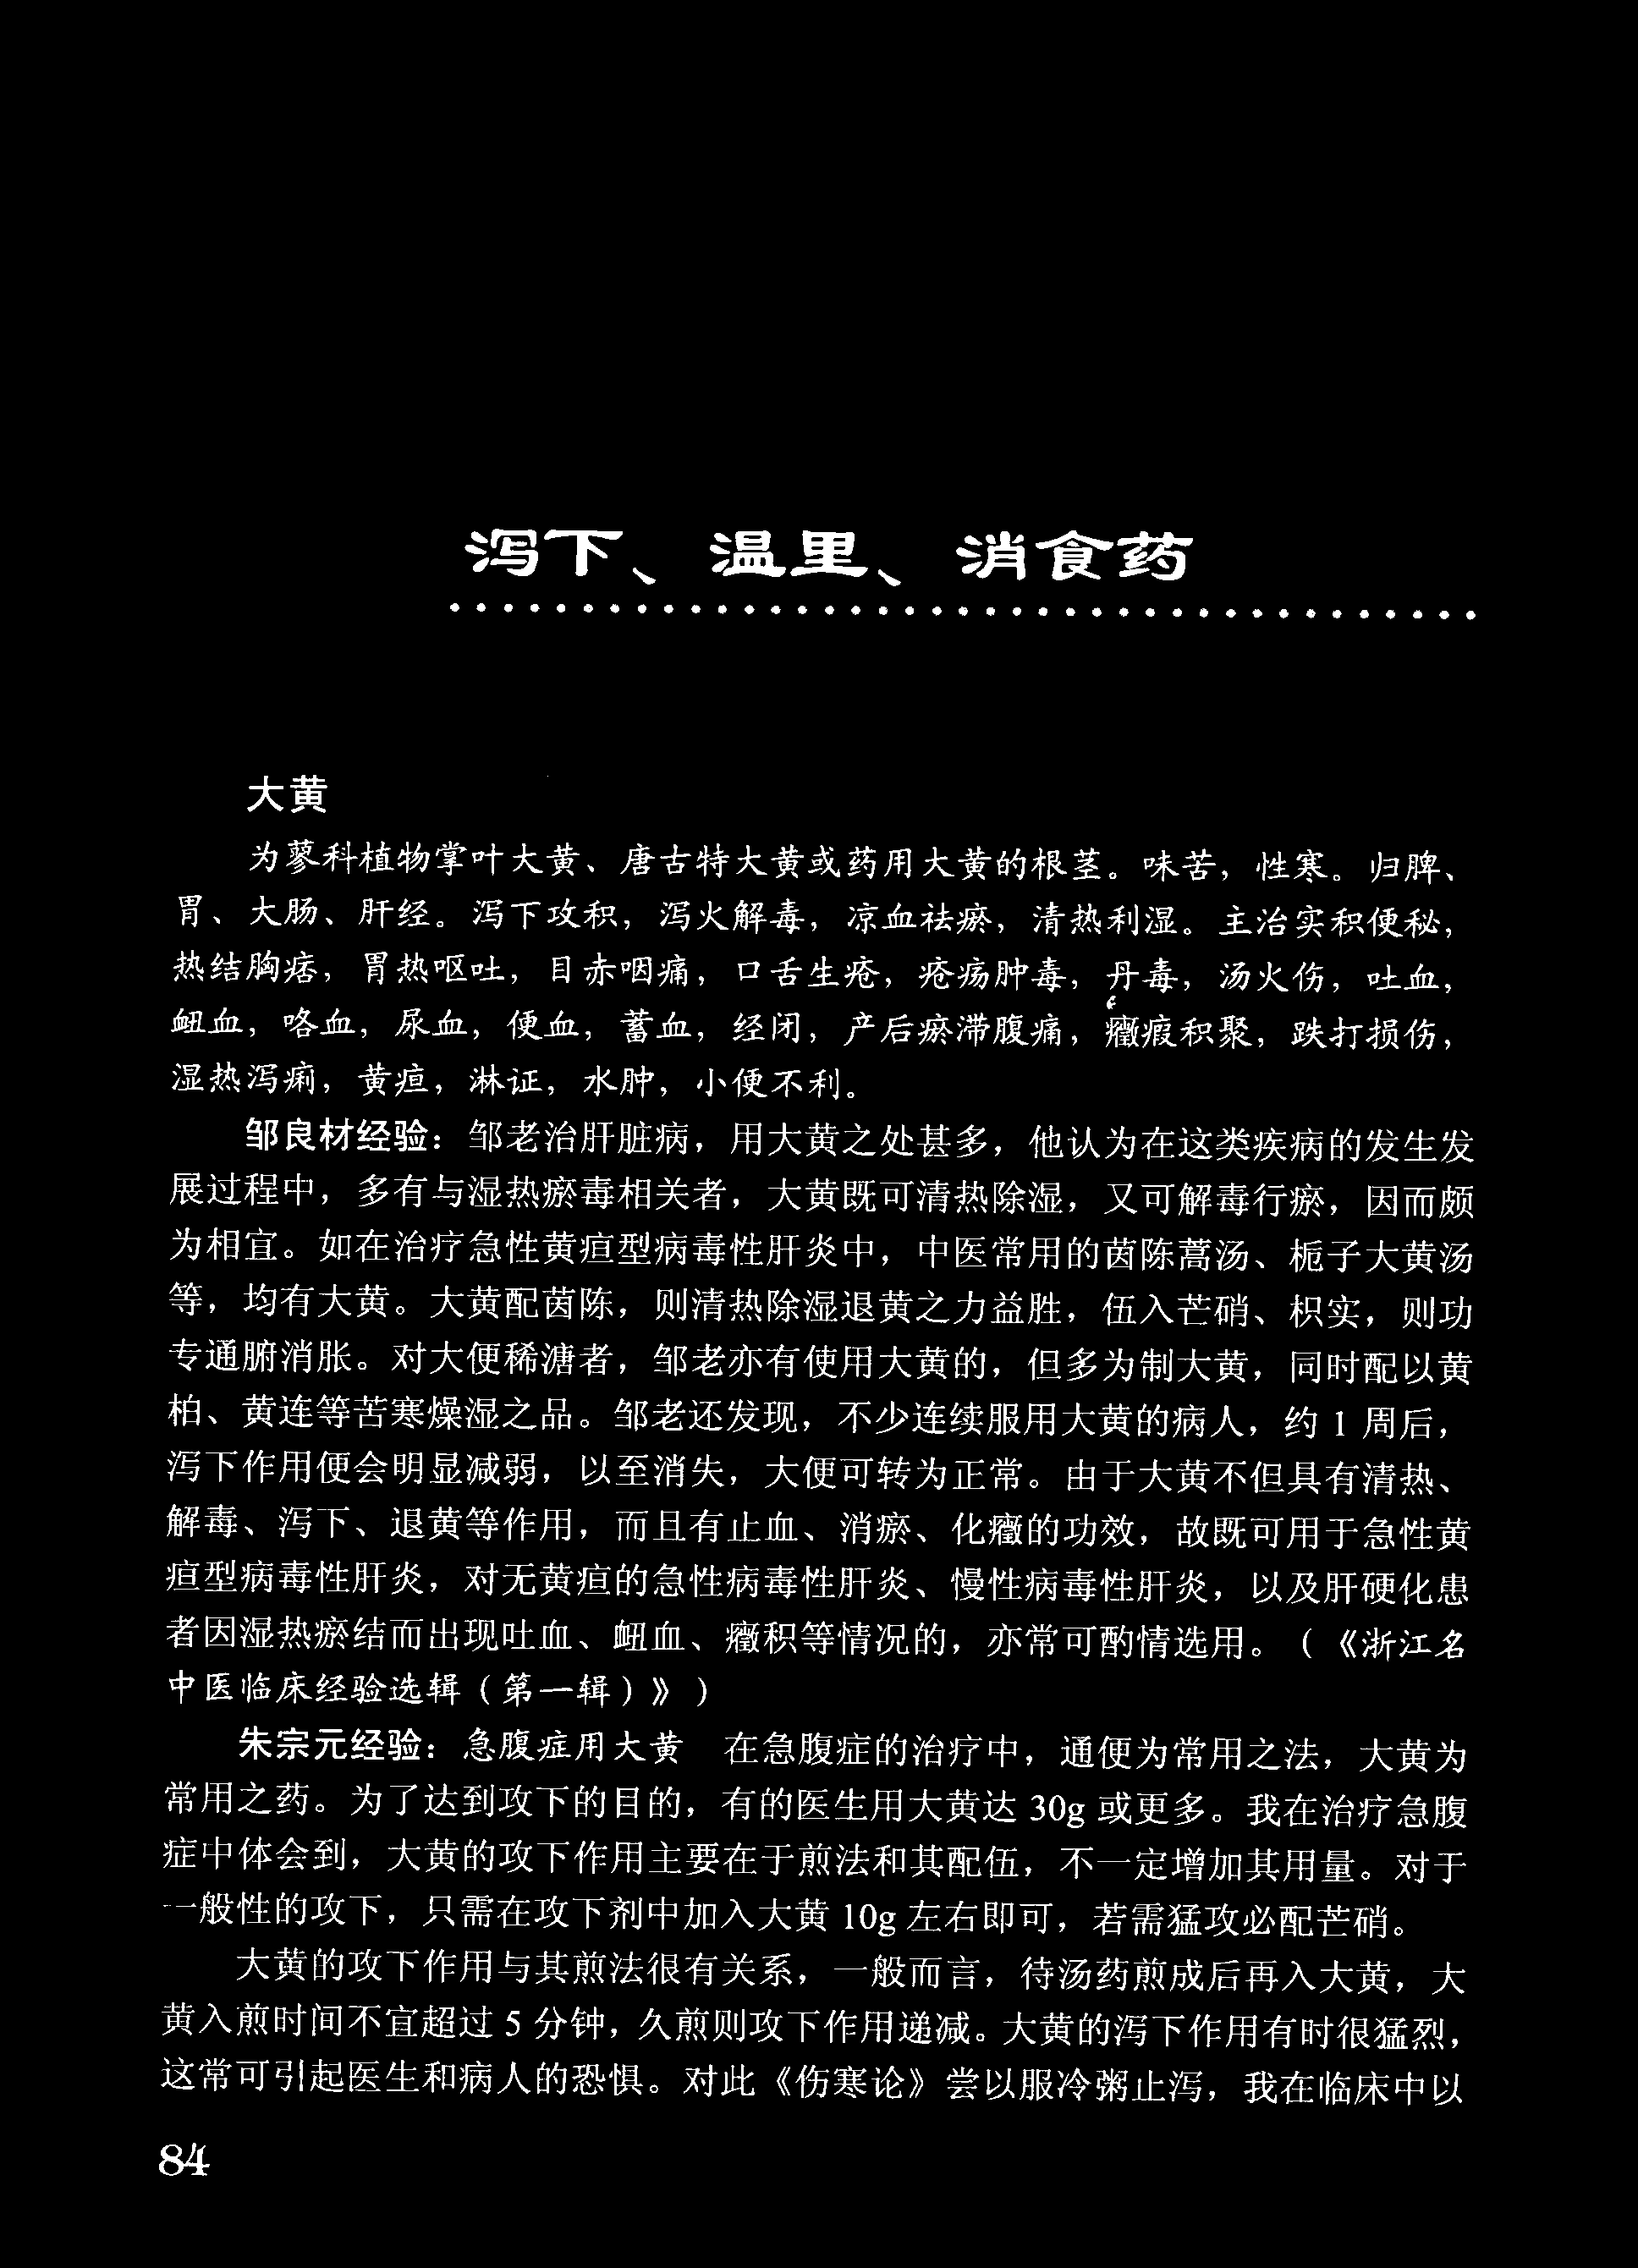 泻下、温里、消食药
大黄
为蓼科植物掌叶大黄、唐古特大黄或药用大黄的根茎。味苦，性寒。归脾、
胃、大肠、肝经。泻下攻积，泻火解毒，凉血祛瘀，清热利湿。主治实积便秘，
热结胸痞，胃热呕吐，目赤咽痛，口舌生疮，疮疡肿毒，丹毒，汤火伤，吐血，
衄血，咯血，尿血，便血，蓄血，经闭，产后瘀滞腹痛，癥瘕积聚，跌打损伤，
湿热泻痢，黄疸，淋证，水肿，小便不利。
邹良材经验：邹老治肝脏病，用大黄之处甚多，他认为在这类疾病的发生发
展过程中，多有与湿热瘀毒相关者，大黄既可清热除湿，又可解毒行瘀，因而颇
为相宜。如在治疗急性黄疸型病毒性肝炎中，中医常用的茵陈蒿汤、栀子大黄汤
等，均有大黄。大黄配茵陈，则清热除湿退黄之力益胜，伍入芒硝、枳实，则功
专通腑消胀。对大便稀溏者，邹老亦有使用大黄的，但多为制大黄，同时配以黄
柏、黄连等苦寒燥湿之品。邹老还发现，不少连续服用大黄的病人，约 1 周后，
泻下作用便会明显减弱，以至消失，大便可转为正常。由于大黄不但具有清热、
解毒、泻下、退黄等作用，而且有止血、消瘀、化癥的功效，故既可用于急性黄
疸型病毒性肝炎，对无黄疸的急性病毒性肝炎、慢性病毒性肝炎，以及肝硬化患
者因湿热瘀结而出现吐血、衄血、癥积等情况的，亦常可酌情选用。（《浙江名
中医临床经验选辑（第一辑）》）
朱宗元经验：急腹症用大黄　在急腹症的治疗中，通便为常用之法，大黄为
常用之药。为了达到攻下的目的，有的医生用大黄达 30g 或更多。我在治疗急腹
症中体会到，大黄的攻下作用主要在于煎法和其配伍，不一定增加其用量。对于
一般性的攻下，只需在攻下剂中加入大黄 10g 左右即可，若需猛攻必配芒硝。
大黄的攻下作用与其煎法很有关系，一般而言，待汤药煎成后再入大黄，大
黄入煎时间不宜超过 5 分钟，久煎则攻下作用递减。大黄的泻下作用有时很猛烈，
这常可引起医生和病人的恐惧。对此《伤寒论》尝以服冷粥止泻，我在临床中以
84